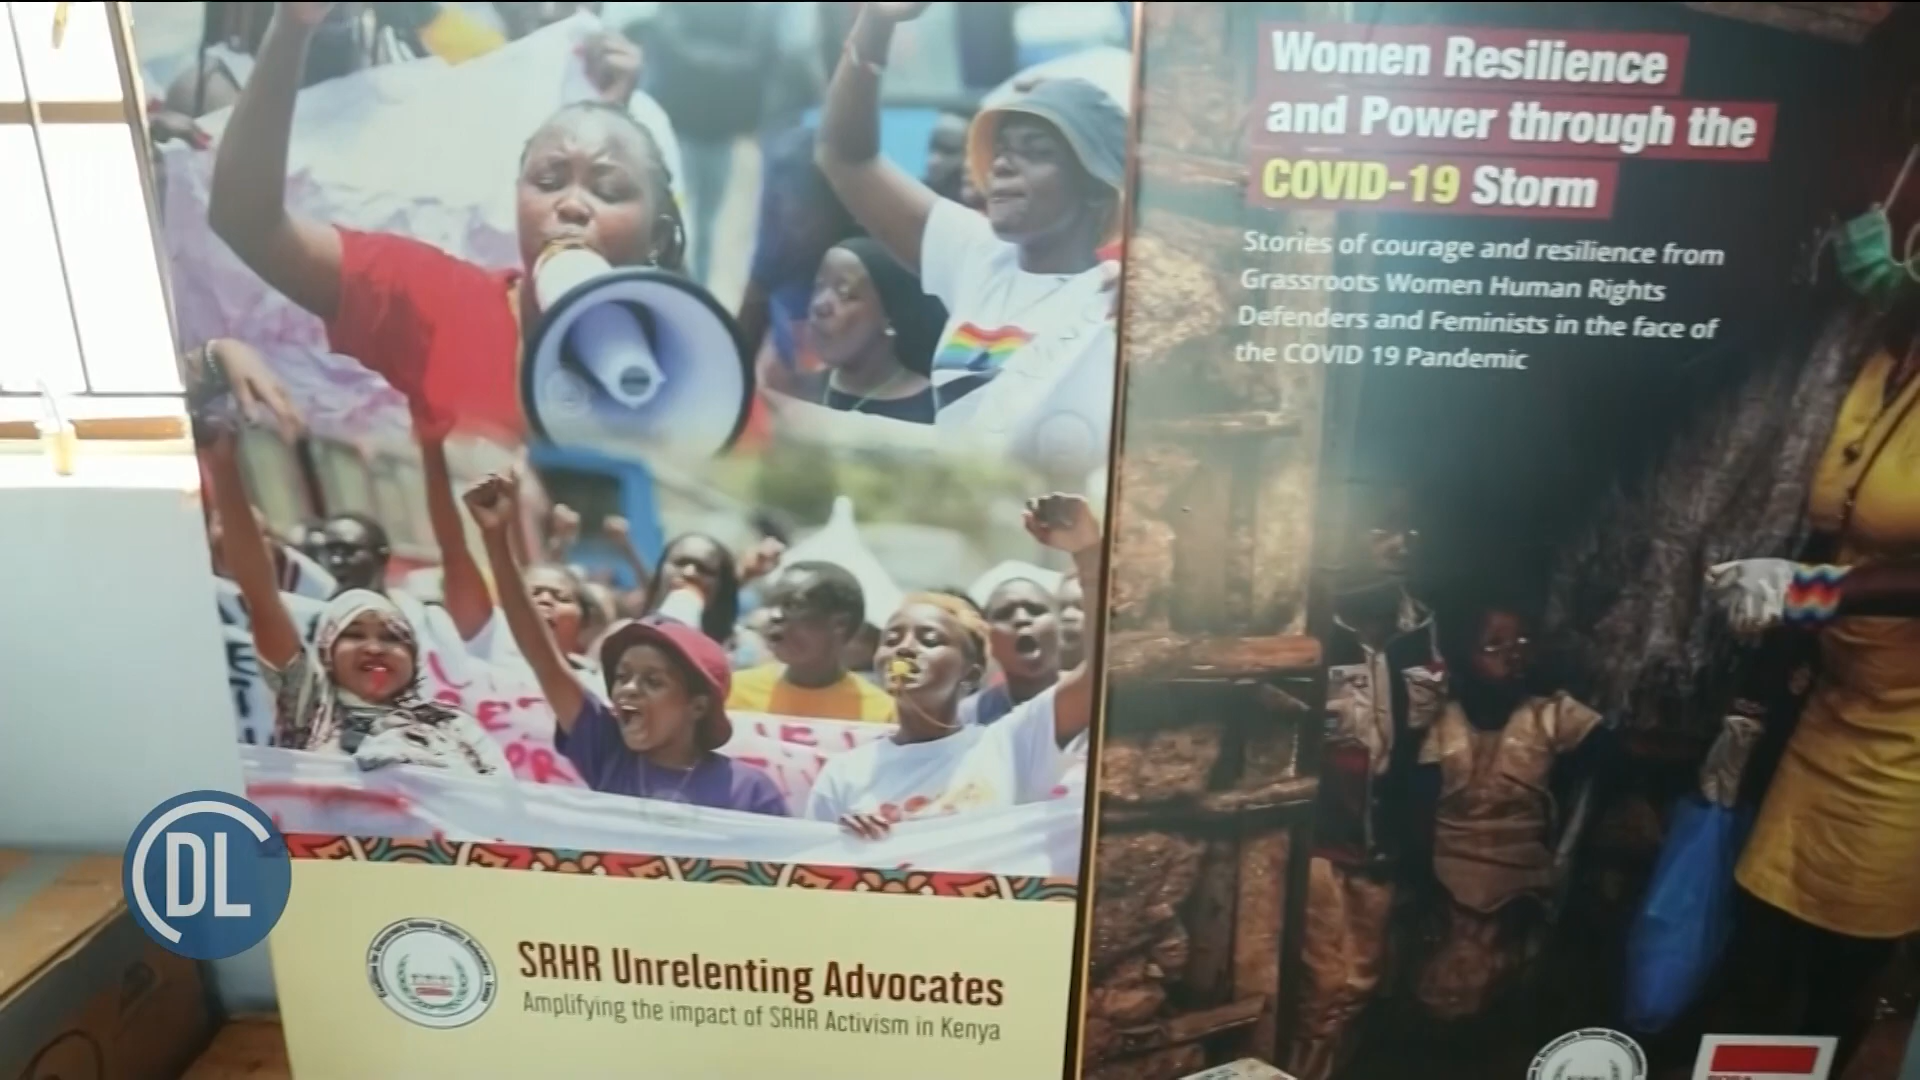 Women Resilience
and Power through the
COVID-19 Storm
Stories of courage and resilience from
Grassroots Women Human Rights
Defenders and Feminists in the face of
the COVID 19 Pandemic
DL
SRHR Unrelenting Advocates
Amplifying the impact of SRHR Activism in Kenya